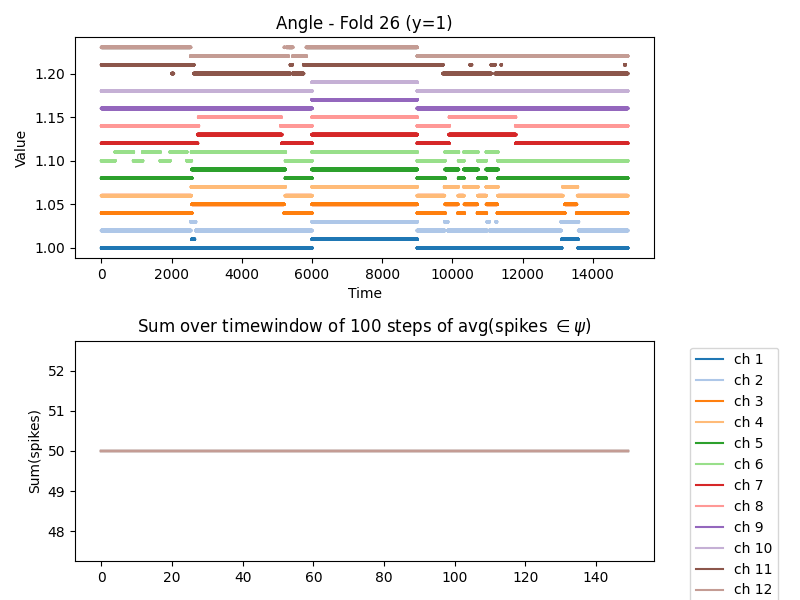 Angle - Fold 26 (y=1)
Value
1.20
1.15
1.10
1.05
1.00
0 2000 4000 6000 8000 10000 12000 14000
Time
Sum over timewindow of 100 steps of avg(spikes ∈ ψ)
Sum(spikes)
52
51
50
49
48
0 20 40 60 80 100 120 140
ch 1
ch 2
ch 3
ch 4
ch 5
ch 6
ch 7
ch 8
ch 9
ch 10
ch 11
ch 12